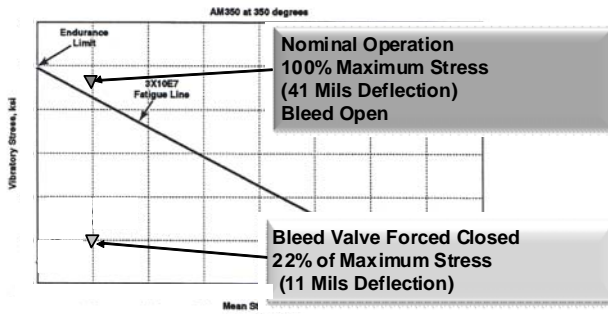 AM350 at 350 degrees
Endurance
Limit
Nominal Operation
100% Maximum Stress
(41 Mils Deflection)
Bleed Open
3X10E7
Fatigue Line
Vibratory Stress, ksi
Bleed Valve Forced Closed
22% of Maximum Stress
(11 Mils Deflection)
Mean St